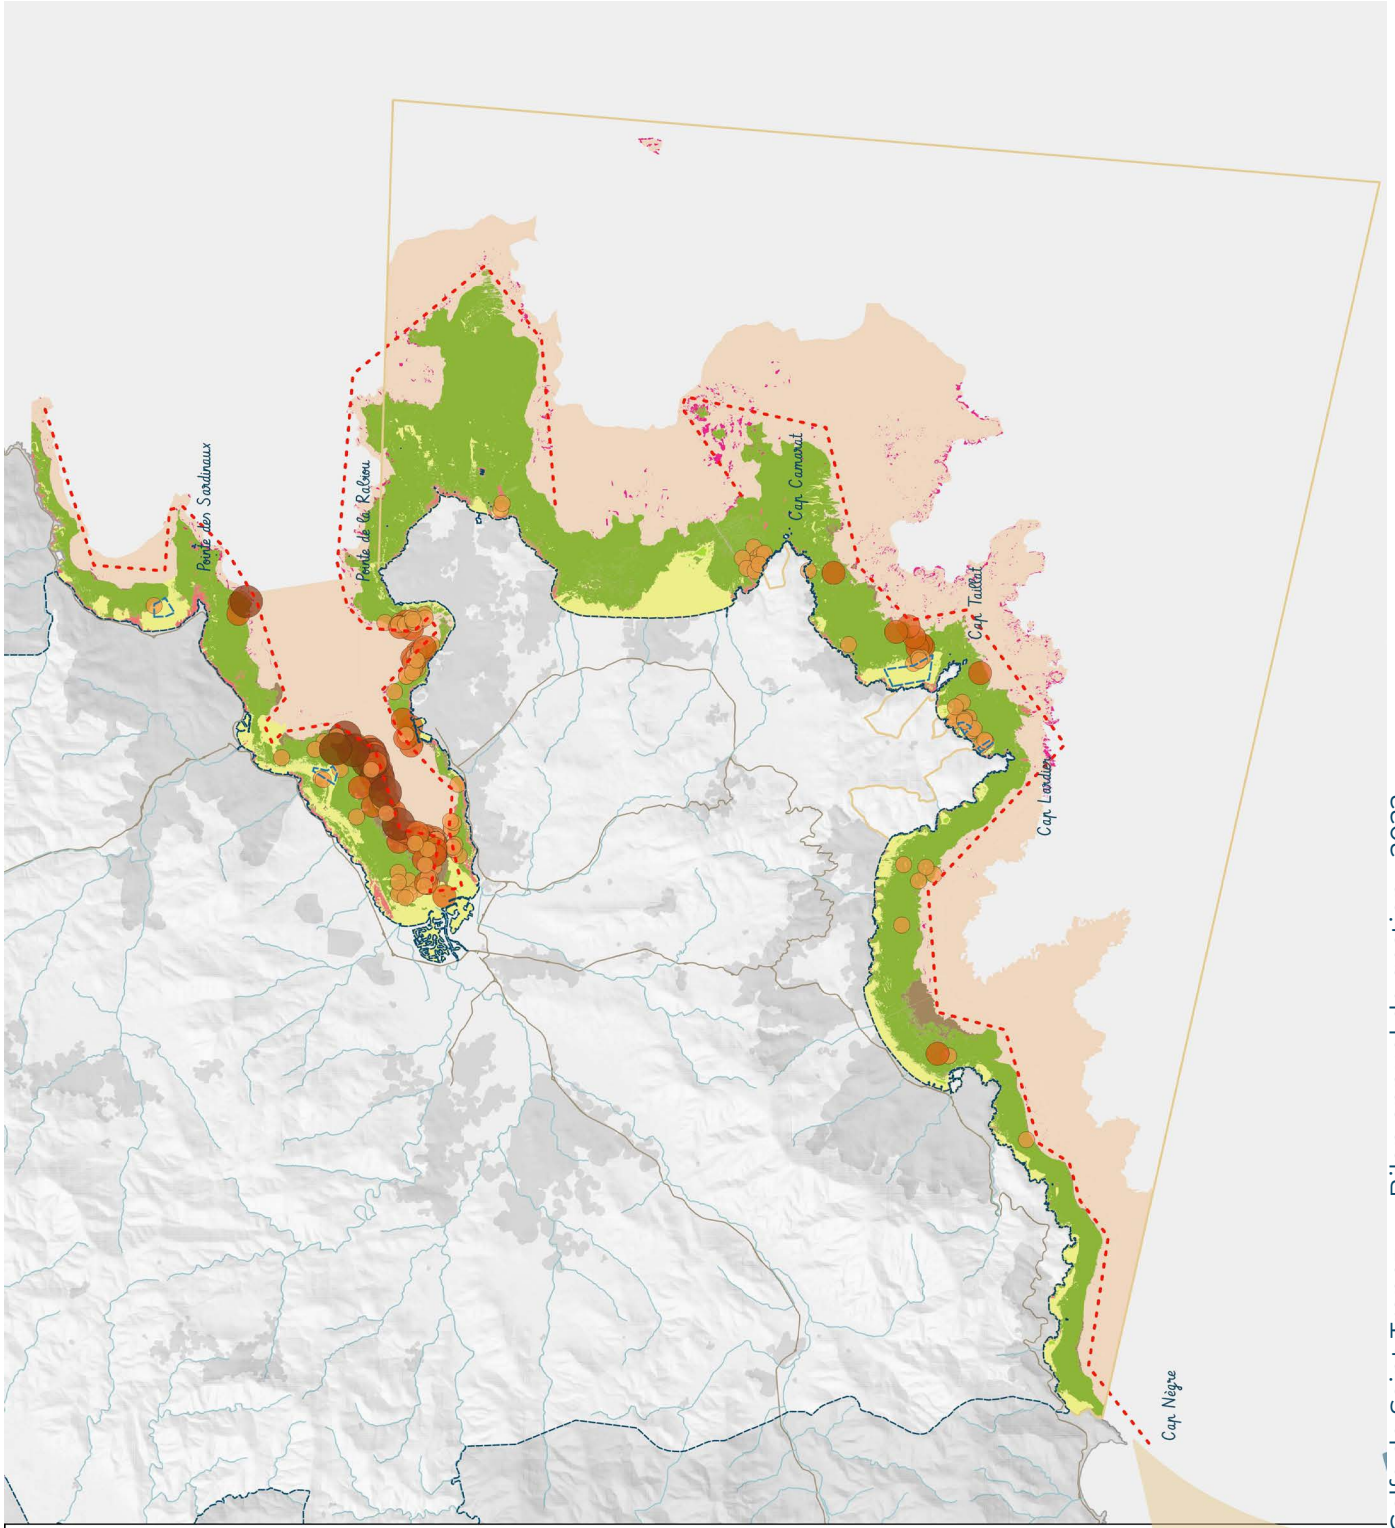 Pointe des Sardinaux
Pointe de la Rabiou
Cap Camarat
Cap Taillat
Cap Lardier
Cap Nègre